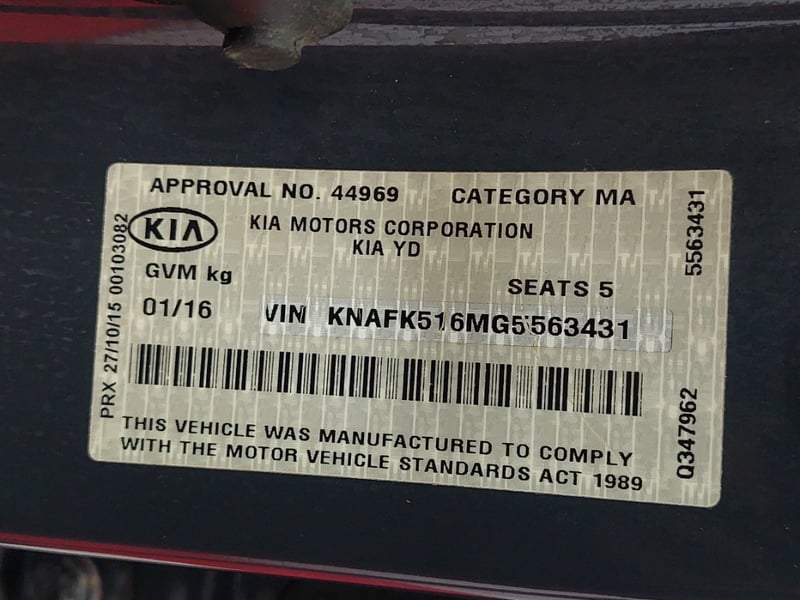 APPROVAL NO. 44969 CATEGORY MA
KIA
KIA MOTORS CORPORATION
KIA YD
GVM kg
SEATS 5
01/16
VIN KNAFK516MG5563431
THIS VEHICLE WAS MANUFACTURED TO COMPLY
WITH THE MOTOR VEHICLE STANDARDS ACT 1989
PRX 27/10/15 00103082
5563431
Q347962